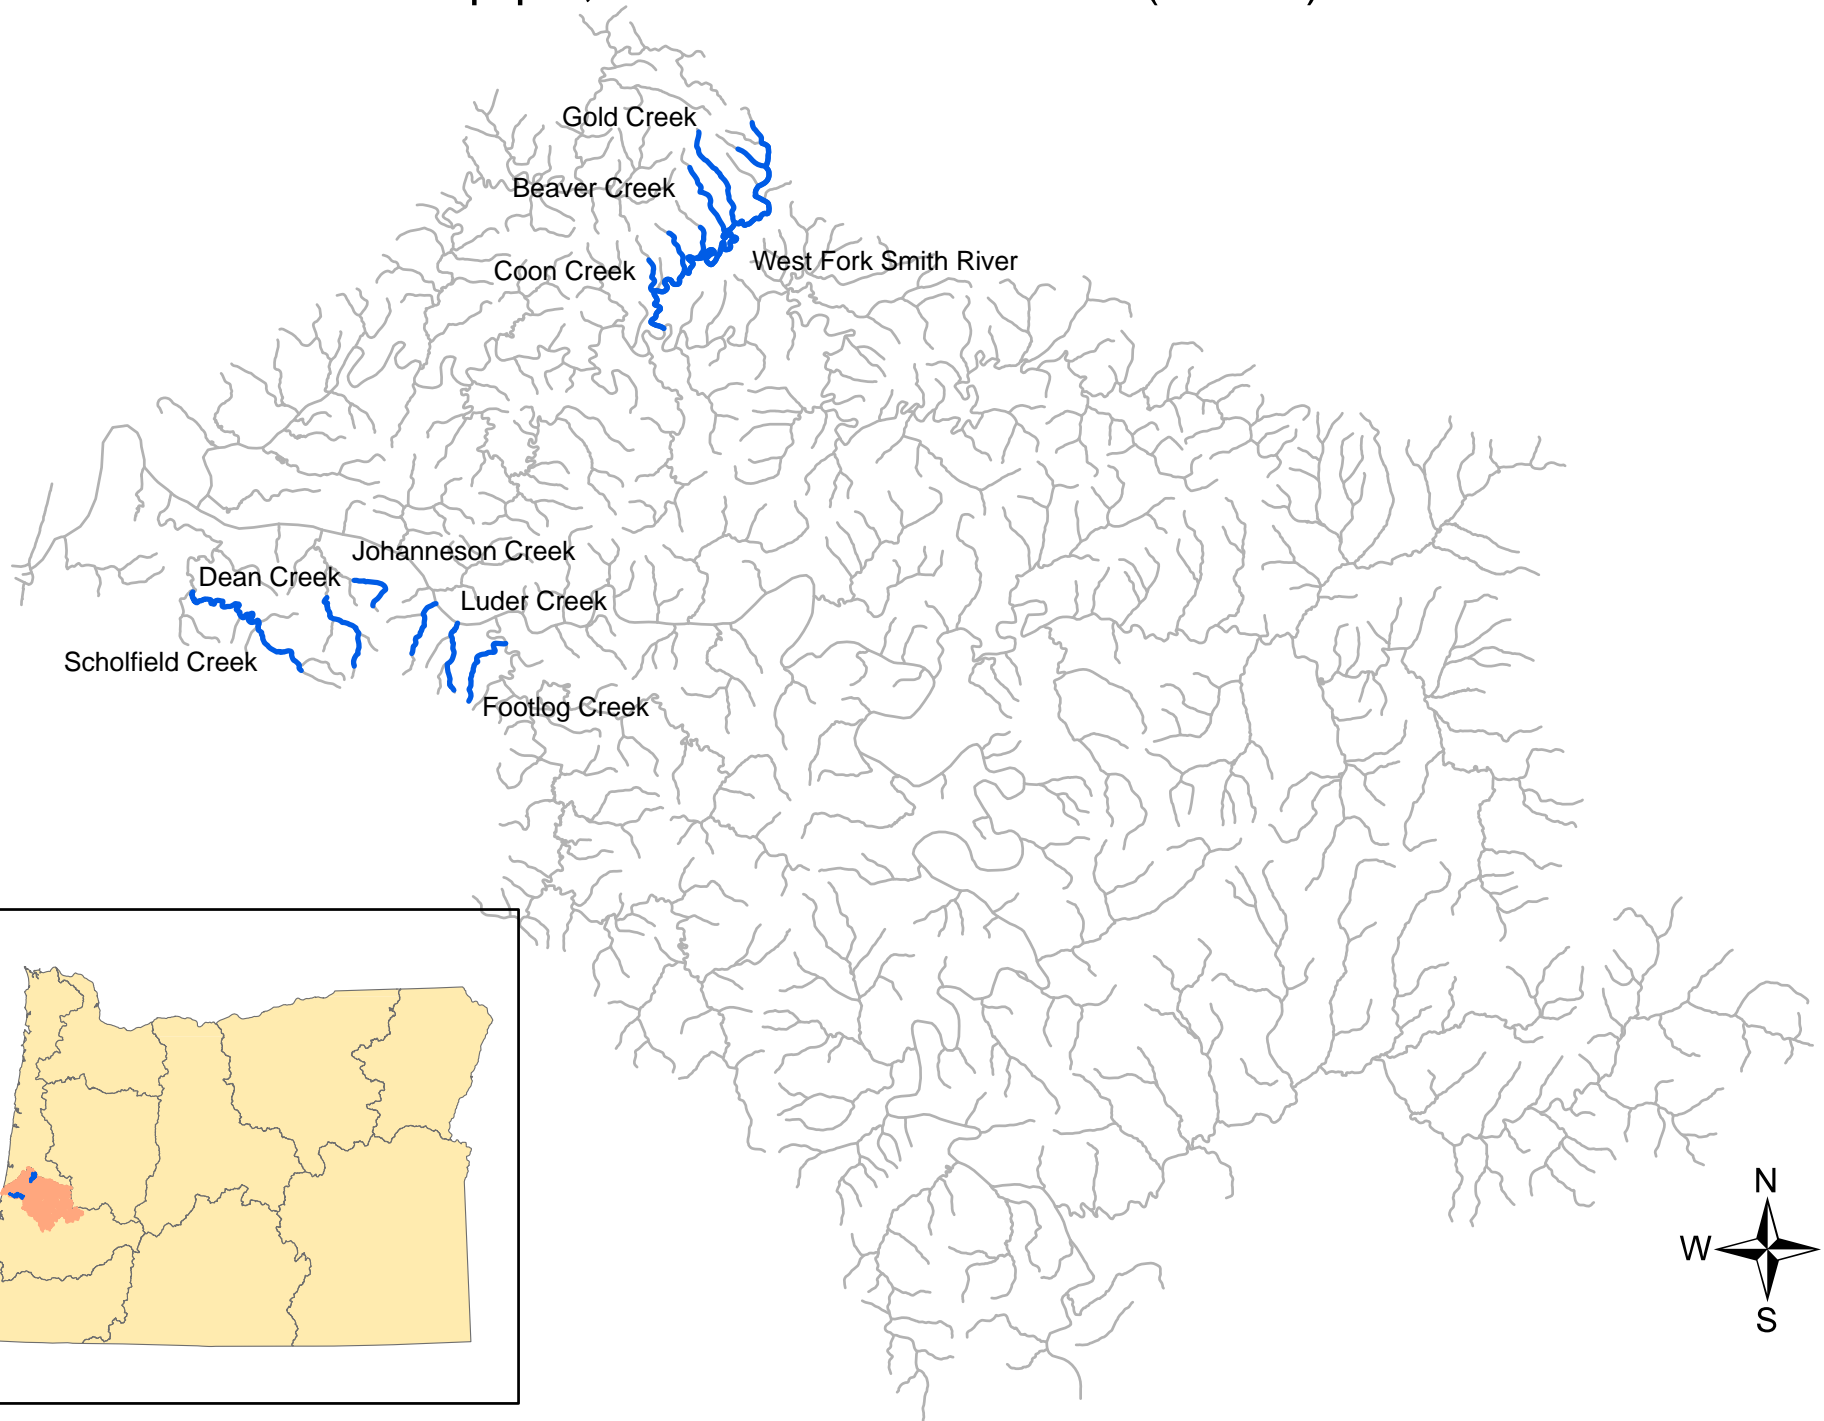 Gold Creek
Beaver Creek
West Fork Smith River
Coon Creek
Johanneson Creek
Dean Creek
Luder Creek
Scholfield Creek
Footlog Creek
N
W
S